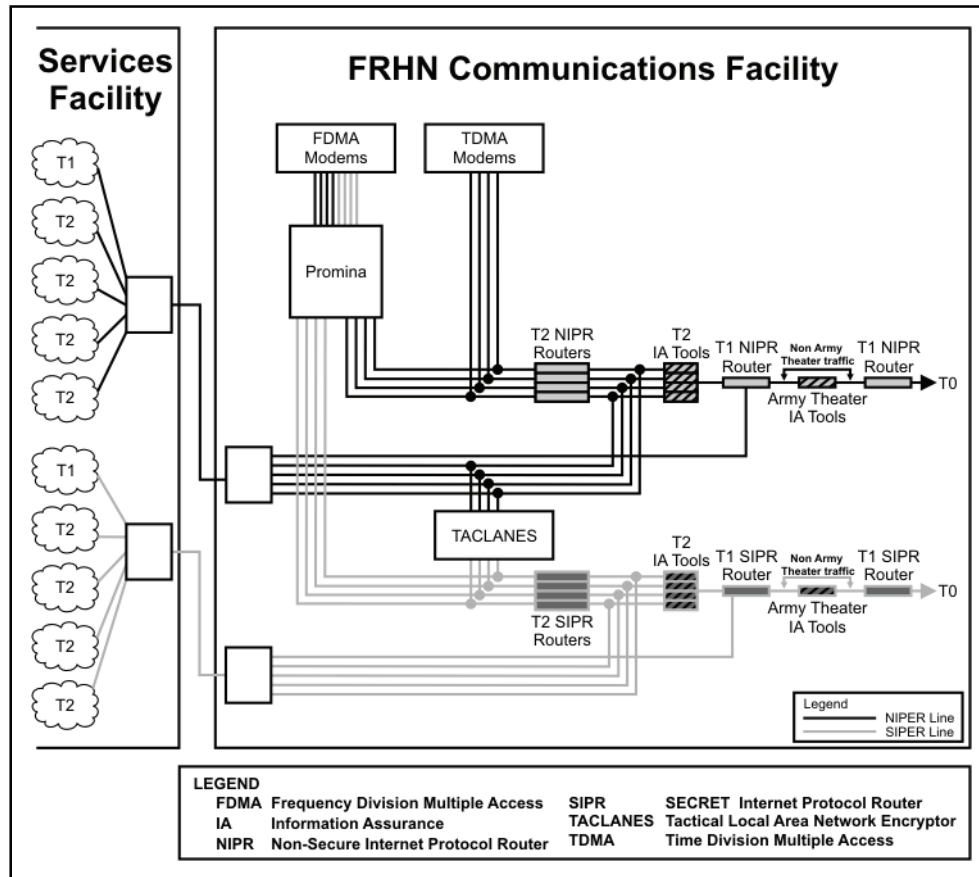 Services
Facility
FRHN Communications Facility
T1
T2
T2
T2
T2
T1
T2
T2
T2
T2
FDMA
Modems
TDMA
Modems
Promina
T2 NIPR
Routers
T2
IA Tools
T1 NIPR
Router
Non Army
Theater traffic
T1 NIPR
Router
T0
Army Theater
IA Tools
TACLANES
T2 SIPR
Routers
T2
IA Tools
T1 SIPR
Router
Non Army
Theater traffic
T1 SIPR
Router
T0
Army Theater
IA Tools
Legend
NIPER Line
SIPER Line
LEGEND
FDMA Frequency Division Multiple Access
IA Information Assurance
NIPR Non-Secure Internet Protocol Router
SIPR SECRET Internet Protocol Router
TACLANES Tactical Local Area Network Encryptor
TDMA Time Division Multiple Access